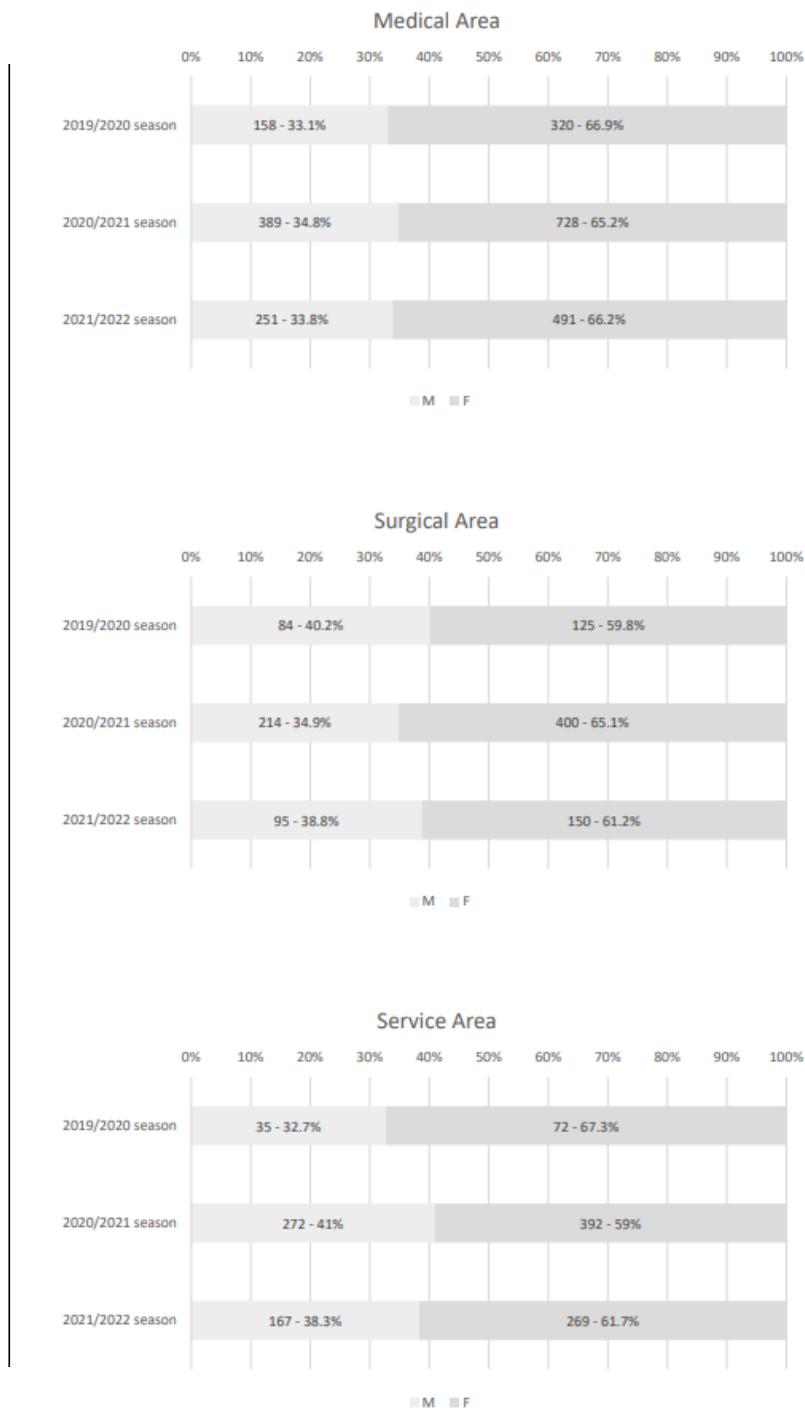 Medical Area
0% 10% 20% 30% 40% 50% 60% 70% 80% 90% 100%
2019/2020 season 158 - 33.1% 320 - 66.9%
2020/2021 season 389 - 34.8% 728 - 65.2%
2021/2022 season 251 - 33.8% 491 - 66.2%
M F
Surgical Area
0% 10% 20% 30% 40% 50% 60% 70% 80% 90% 100%
2019/2020 season 84 - 40.2% 125 - 59.8%
2020/2021 season 214 - 34.9% 400 - 65.1%
2021/2022 season 95 - 38.8% 150 - 61.2%
M F
Service Area
0% 10% 20% 30% 40% 50% 60% 70% 80% 90% 100%
2019/2020 season 35 - 32.7% 72 - 67.3%
2020/2021 season 272 - 41% 392 - 59%
2021/2022 season 167 - 38.3% 269 - 61.7%
M F